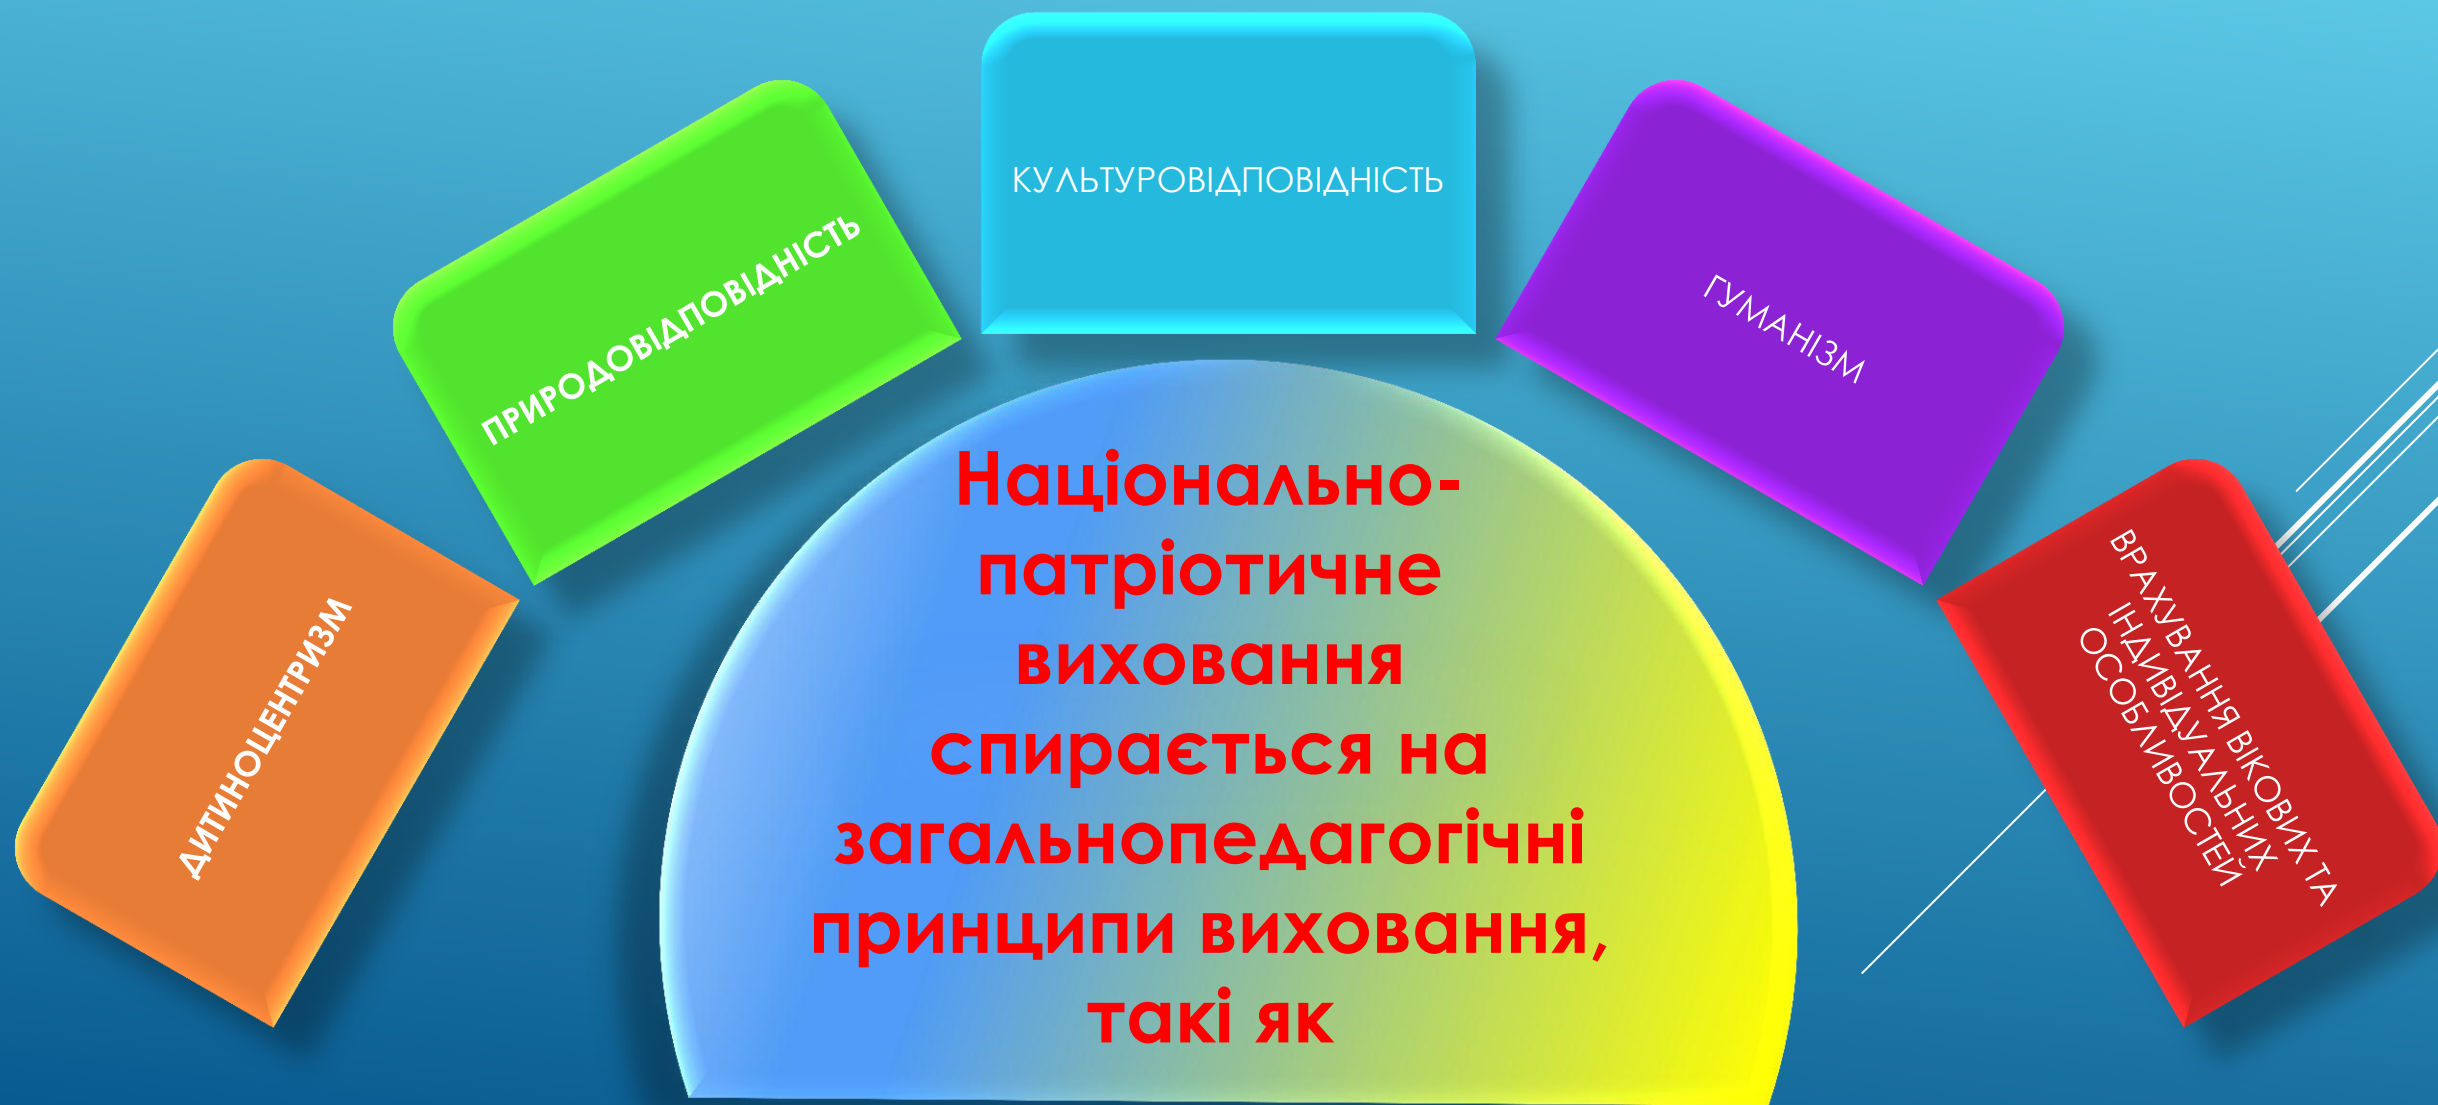 КУЛЬТУРОВІДПОВІДНІСТЬ
ПРИРОДОВІДПОВІДНІСТЬ
ГУМАНІЗМ
ДИТИНОЦЕНТРИЗМ
ВРАХУВАННЯ ВІКОВИХ ТА
ІНДИВІДУАЛЬНИХ
ОСОБЛИВОСТЕЙ
Національно-
патріотичне
виховання
спирається на
загальнопедагогічні
принципи виховання,
такі як